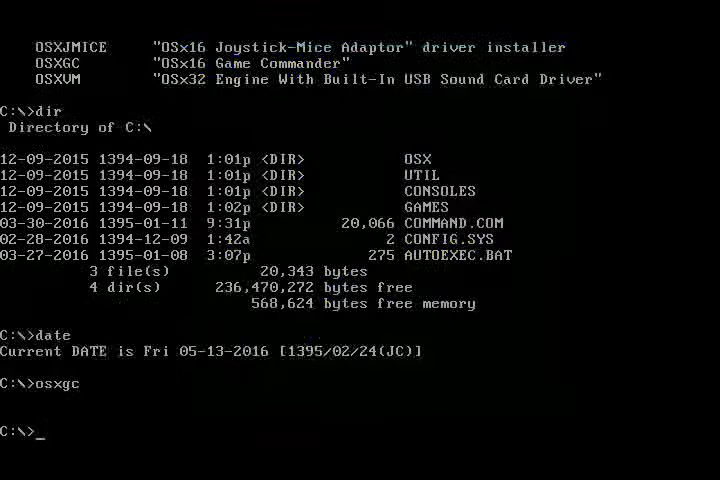 OSXJMICE "OSx16 Joystick-Mice Adaptor" driver installer
OSXGC "OSx16 Game Commander"
OSXVM "OSx32 Engine With Built-In USB Sound Card Driver"
C:\>dir
Directory of C:\
12-09-2015 1394-09-18 1:01p <DIR> OSX
12-09-2015 1394-09-18 1:01p <DIR> UTIL
12-09-2015 1394-09-18 1:01p <DIR> CONSOLES
12-09-2015 1394-09-18 1:02p <DIR> GAMES
03-30-2016 1395-01-11 9:31p 20,066 COMMAND.COM
02-28-2016 1394-12-09 1:42a 2 CONFIG.SYS
03-27-2016 1395-01-08 3:07p 275 AUTOEXEC.BAT
3 file(s) 20,343 bytes
4 dir(s) 236,470,272 bytes free
568,624 bytes free memory
C:\>date
Current DATE is Fri 05-13-2016 [1395/02/24(JC)]
C:\>osxgc
C:\>_